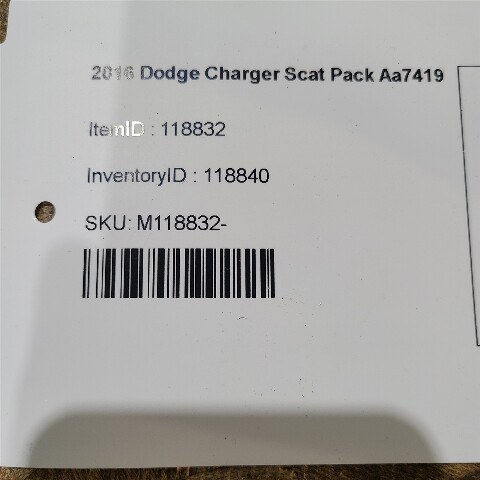 2016 Dodge Charger Scat Pack Aa7419
ItemID : 118832
InventoryID : 118840
SKU: M118832-